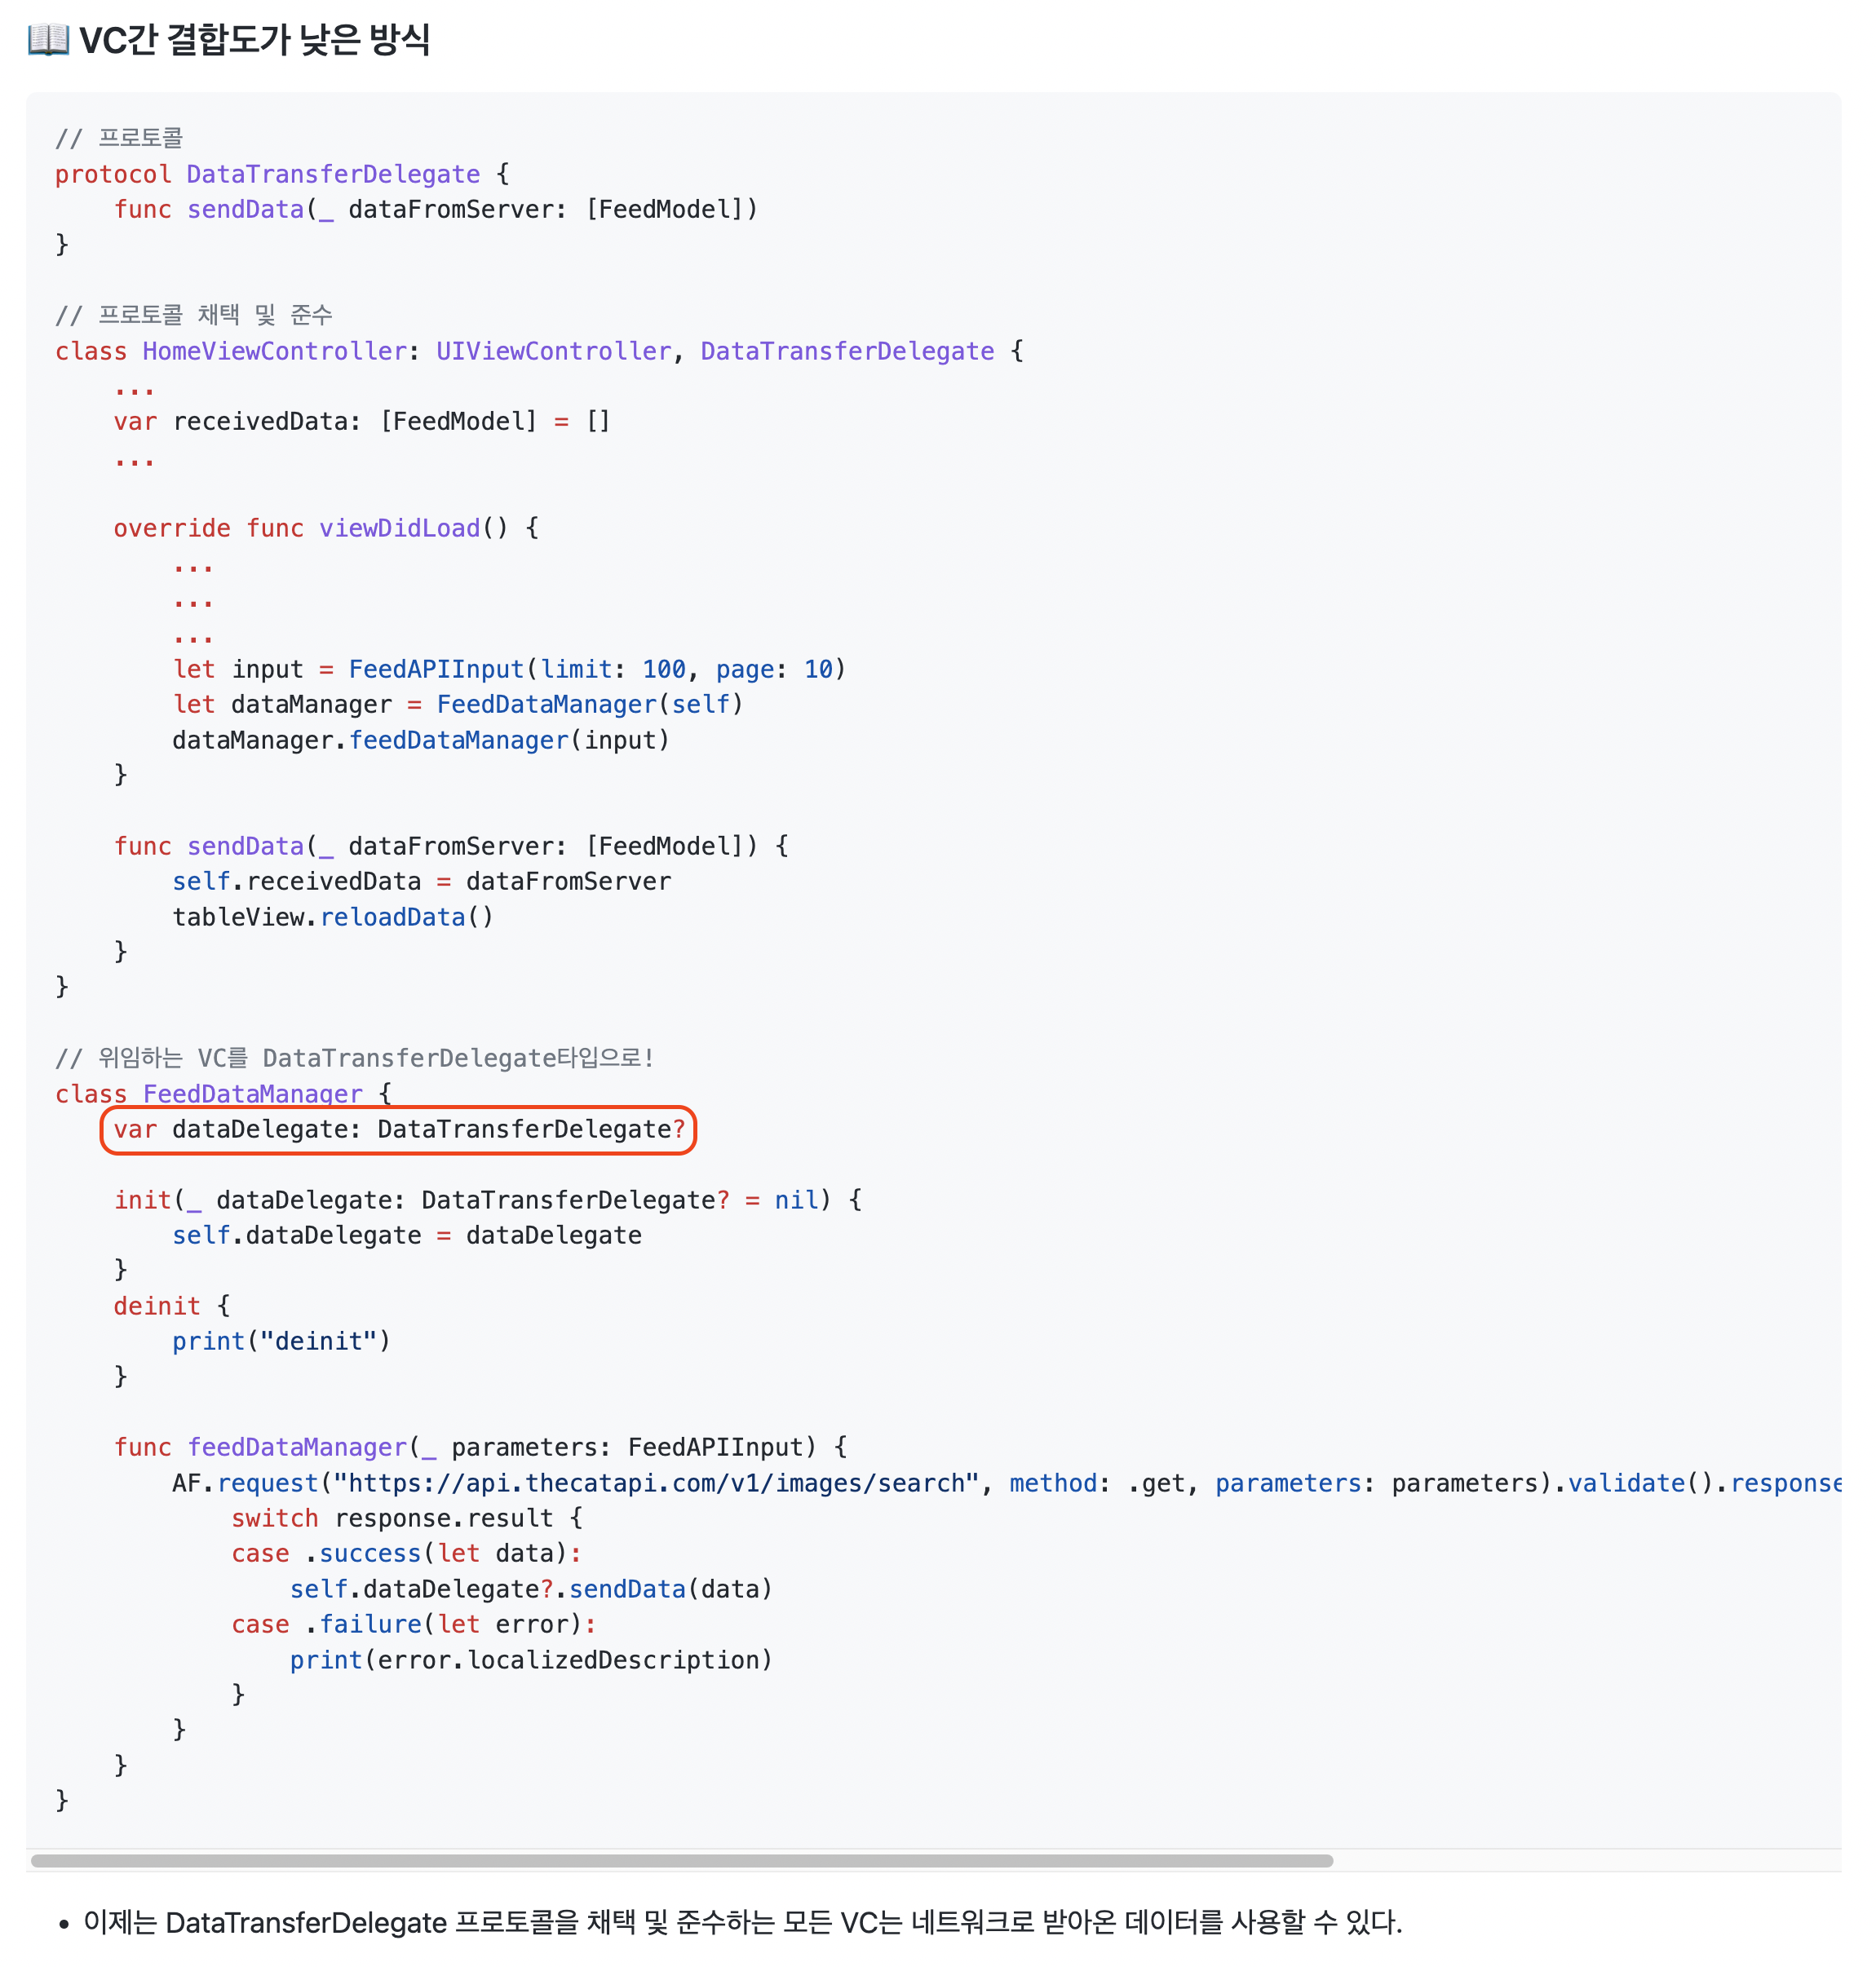 📖 VC간 결합도가 낮은 방식
// 프로토콜
protocol DataTransferDelegate {
    func sendData(_ dataFromServer: [FeedModel])
}
// 프로토콜 채택 및 준수
class HomeViewController: UIViewController, DataTransferDelegate {
    ...
    var receivedData: [FeedModel] = []
    ...
    override func viewDidLoad() {
        ...
        ...
        ...
        let input = FeedAPIInput(limit: 100, page: 10)
        let dataManager = FeedDataManager(self)
        dataManager.feedDataManager(input)
    }
    func sendData(_ dataFromServer: [FeedModel]) {
        self.receivedData = dataFromServer
        tableView.reloadData()
    }
}
// 위임하는 VC를 DataTransferDelegate타입으로!
class FeedDataManager {
    var dataDelegate: DataTransferDelegate?
    init(_ dataDelegate: DataTransferDelegate? = nil) {
        self.dataDelegate = dataDelegate
    }
    deinit {
        print("deinit")
    }
    func feedDataManager(_ parameters: FeedAPIInput) {
        AF.request("https://api.thecatapi.com/v1/images/search", method: .get, parameters: parameters).validate().response
            switch response.result {
            case .success(let data):
                self.dataDelegate?.sendData(data)
            case .failure(let error):
                print(error.localizedDescription)
            }
        }
    }
}
• 이제는 DataTransferDelegate 프로토콜을 채택 및 준수하는 모든 VC는 네트워크로 받아온 데이터를 사용할 수 있다.